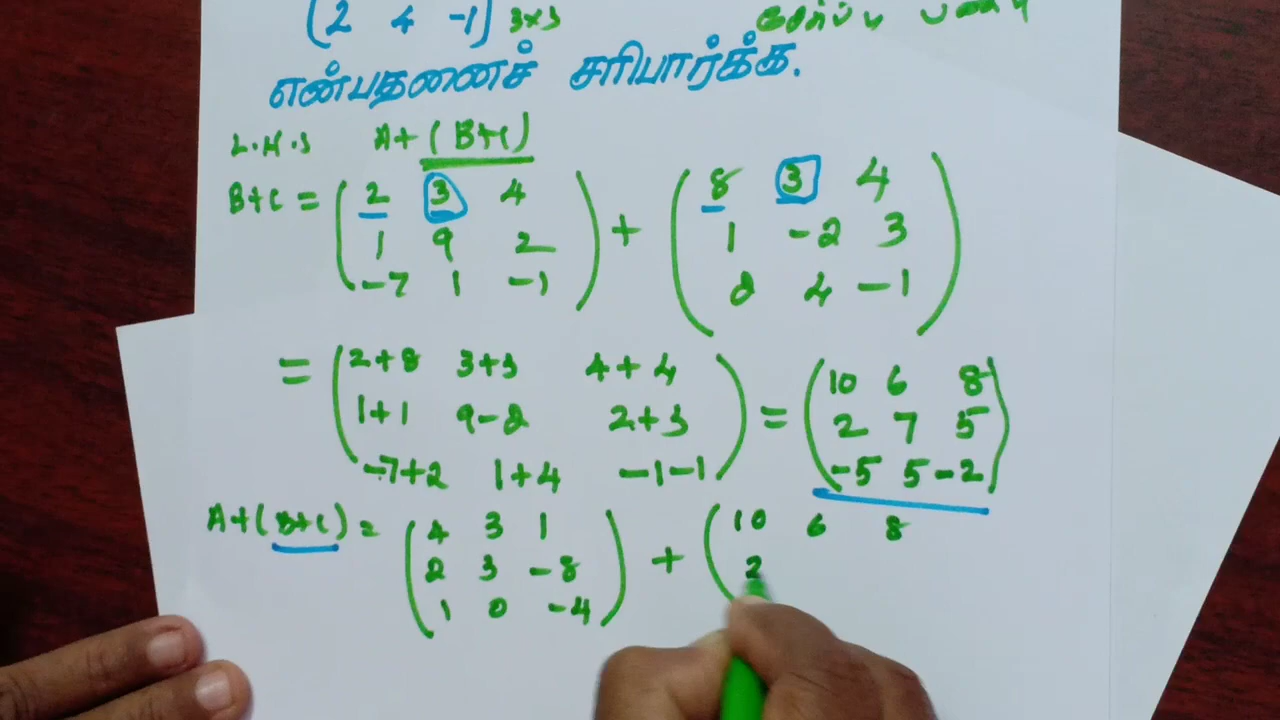 (2 4 -1) 3×3 சேர்ப்பு பண்பு
என்பதனைச் சரிபார்க்க.
L.H.S A+(B+C)
B+C = (2 3 4) + (8 3 4)
1 9 2 1 -2 3
-7 1 -1 2 4 -1
= (2+8 3+3 4+4) = (10 6 8)
1+1 9-2 2+3 2 7 5
-7+2 1+4 -1-1 -5 5 -2
A+(B+C) = (4 3 1) + (10 6 8
2 3 -8 2
1 0 -4